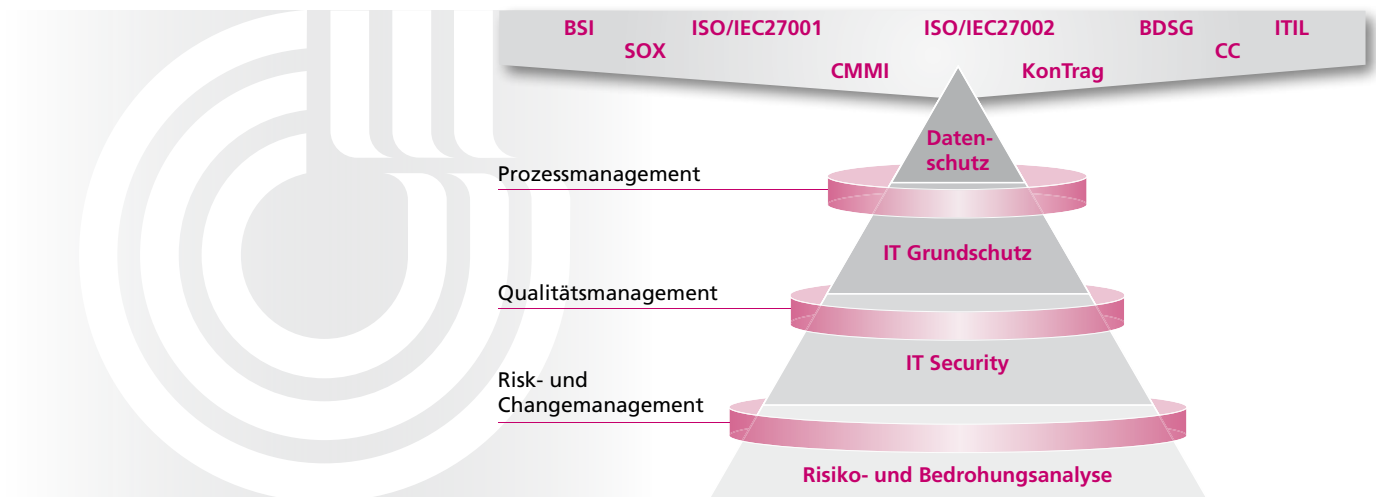 BSI ISO/IEC27001 ISO/IEC27002 BDSG ITIL
SOX CC
CMMI KonTrag
Daten-
schutz
Prozessmanagement
IT Grundschutz
Qualitätsmanagement
IT Security
Risk- und
Changemanagement
Risiko- und Bedrohungsanalyse